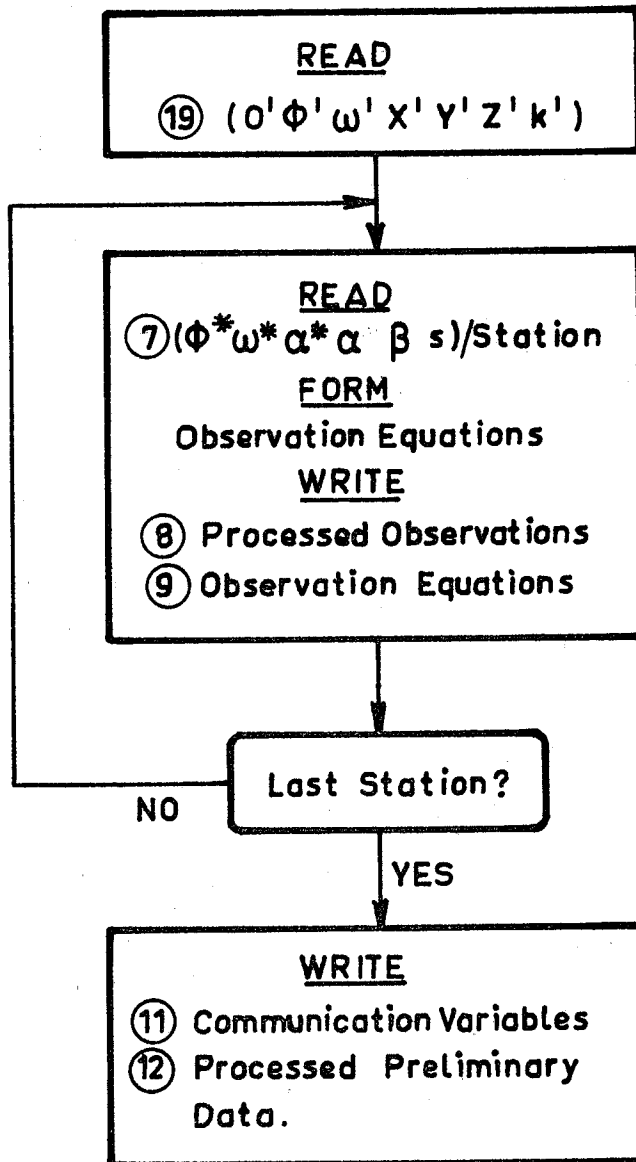 READ
⑲ (O' Φ' ω' X' Y' Z' k')
READ
⑦ (Φ* ω* α* α β s)/Station
FORM
Observation Equations
WRITE
⑧ Processed Observations
⑨ Observation Equations
Last Station?
NO
YES
WRITE
⑪ Communication Variables
⑫ Processed Preliminary
Data.